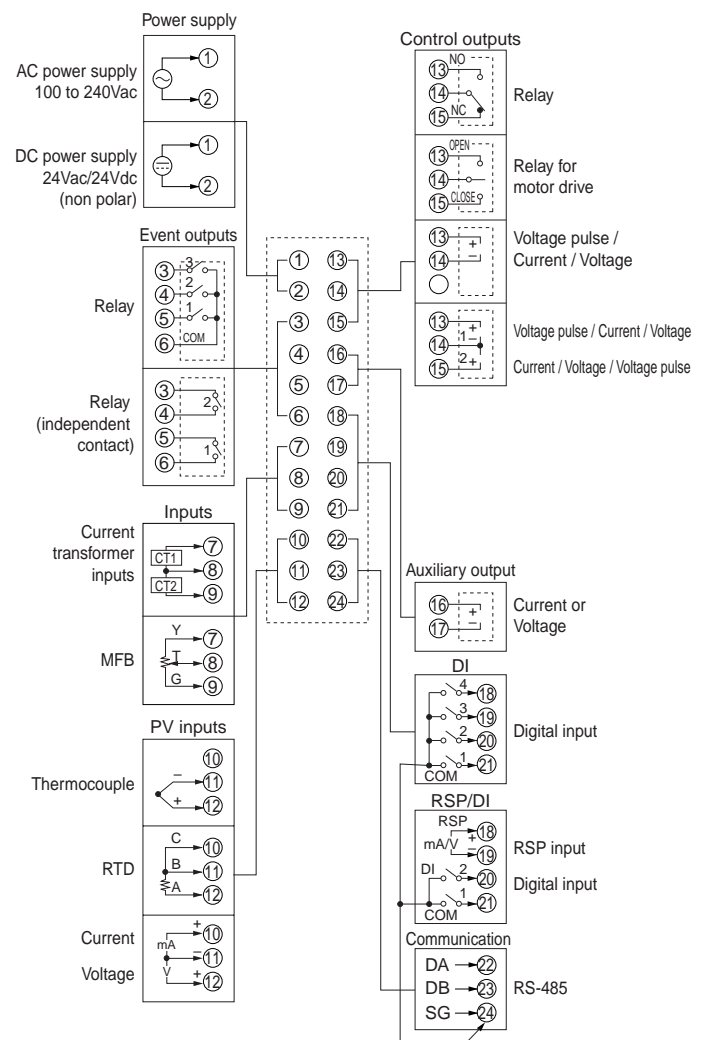 Power supply
AC power supply
100 to 240Vac
1
2
DC power supply
24Vac/24Vdc
(non polar)
1
2
Event outputs
Relay
3 3
4 2
5 1
6 COM
Relay
(independent
contact)
3
4 2
5
6 1
Inputs
Current
transformer
inputs
CT1 7
8
CT2 9
MFB
Y 7
T 8
G 9
PV inputs
Thermocouple
10
− 11
+ 12
RTD
C 10
B 11
A 12
Current
Voltage
+ 10
mA
− 11
V + 12
1 13
2 14
3 15
4 16
5 17
6 18
7 19
8 20
9 21
10 22
11 23
12 24
Control outputs
13 NO
14
15 NC
Relay
13 OPEN
14
15 CLOSE
Relay for
motor drive
13 +
14 −
Voltage pulse /
Current / Voltage
13 +
14 1 −
15 2 +
Voltage pulse / Current / Voltage
Current / Voltage / Voltage pulse
Auxiliary output
16 +
17 −
Current or
Voltage
DI
4 18
3 19
2 20
1 21
COM
Digital input
RSP/DI
RSP
mA/V
+ 18
− 19
RSP input
DI 2 20
1 21
COM
Digital input
Communication
DA 22
DB 23
SG 24
RS-485